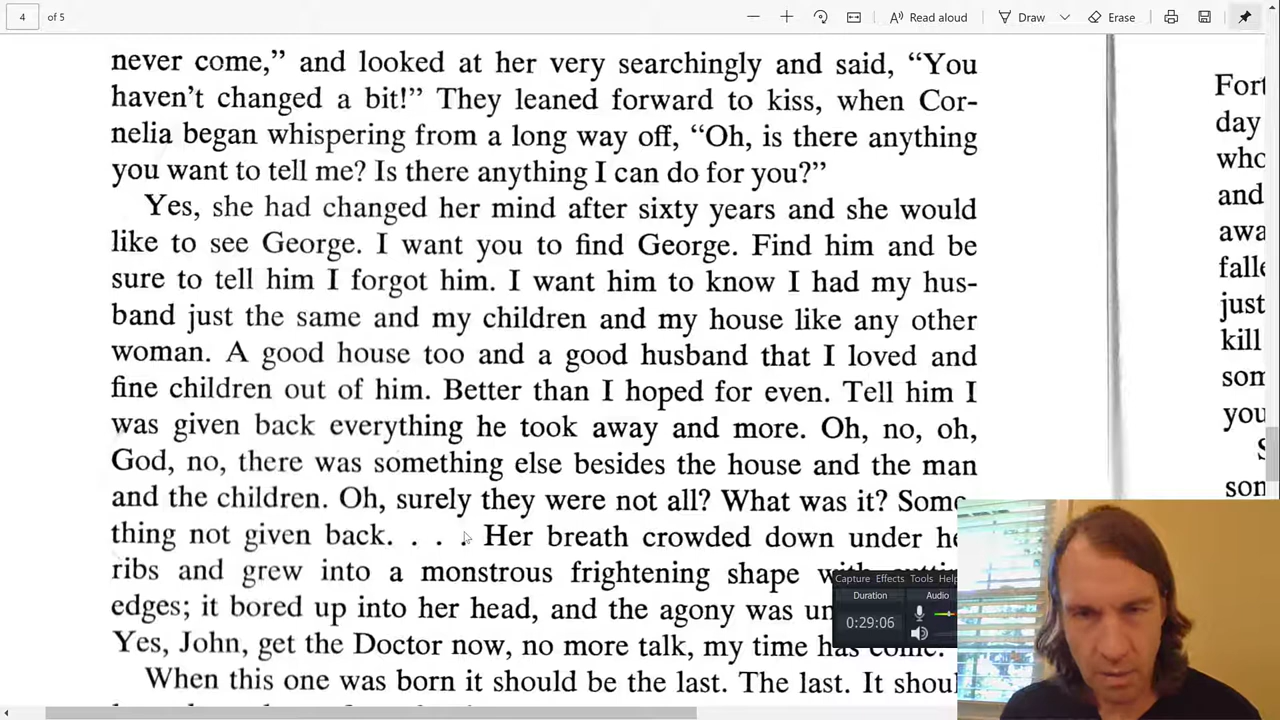 4 of 5
Read aloud
Draw
Erase
never come,” and looked at her very searchingly and said, “You
haven’t changed a bit!” They leaned forward to kiss, when Cor-
nelia began whispering from a long way off, “Oh, is there anything
you want to tell me? Is there anything I can do for you?”
Yes, she had changed her mind after sixty years and she would
like to see George. I want you to find George. Find him and be
sure to tell him I forgot him. I want him to know I had my hus-
band just the same and my children and my house like any other
woman. A good house too and a good husband that I loved and
fine children out of him. Better than I hoped for even. Tell him I
was given back everything he took away and more. Oh, no, oh,
God, no, there was something else besides the house and the man
and the children. Oh, surely they were not all? What was it? Some-
thing not given back. . . . Her breath crowded down under
ribs and grew into a monstrous frightening shape
edges; it bored up into her head, and the agony was
Yes, John, get the Doctor now, no more talk, my time has come.
When this one was born it should be the last. The last. It
day
who
and
just
kill
Capture Effects Tools Help
Duration Audio
0:29:06